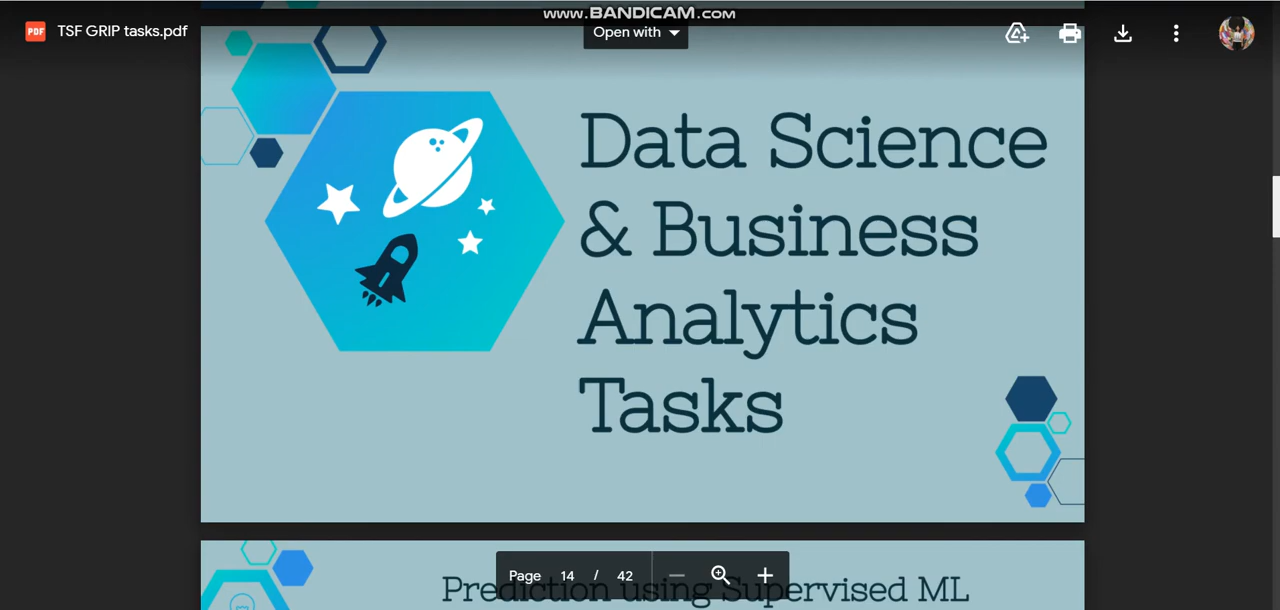 WWW.BANDICAM.COM
PDF TSF GRIP tasks.pdf
Open with
Data Science
& Business
Analytics
Tasks
Page 14 / 42
Prediction using Supervised ML